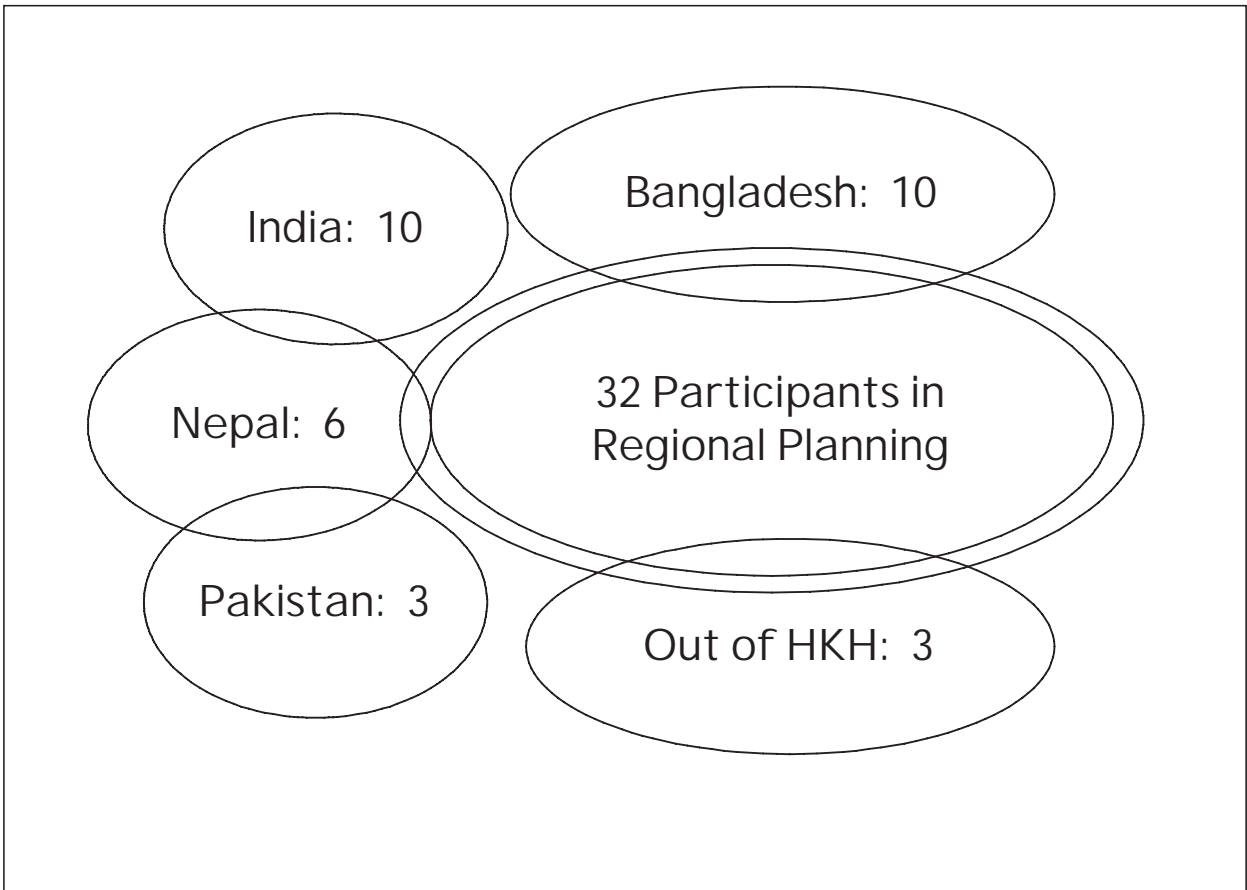 Bangladesh: 10
India: 10
32 Participants in
Regional Planning
Nepal: 6
Pakistan: 3
Out of HKH: 3